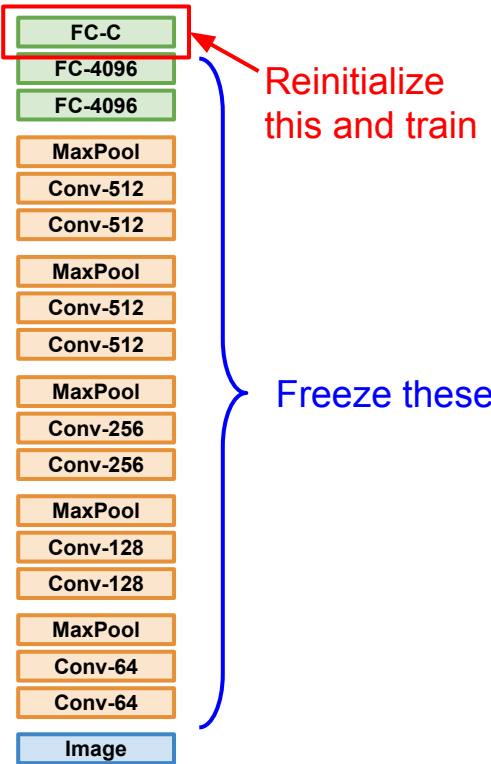 FC-C
FC-4096
FC-4096
MaxPool
Conv-512
Conv-512
MaxPool
Conv-512
Conv-512
MaxPool
Conv-256
Conv-256
MaxPool
Conv-128
Conv-128
MaxPool
Conv-64
Conv-64
Image
Reinitialize
this and train
Freeze these